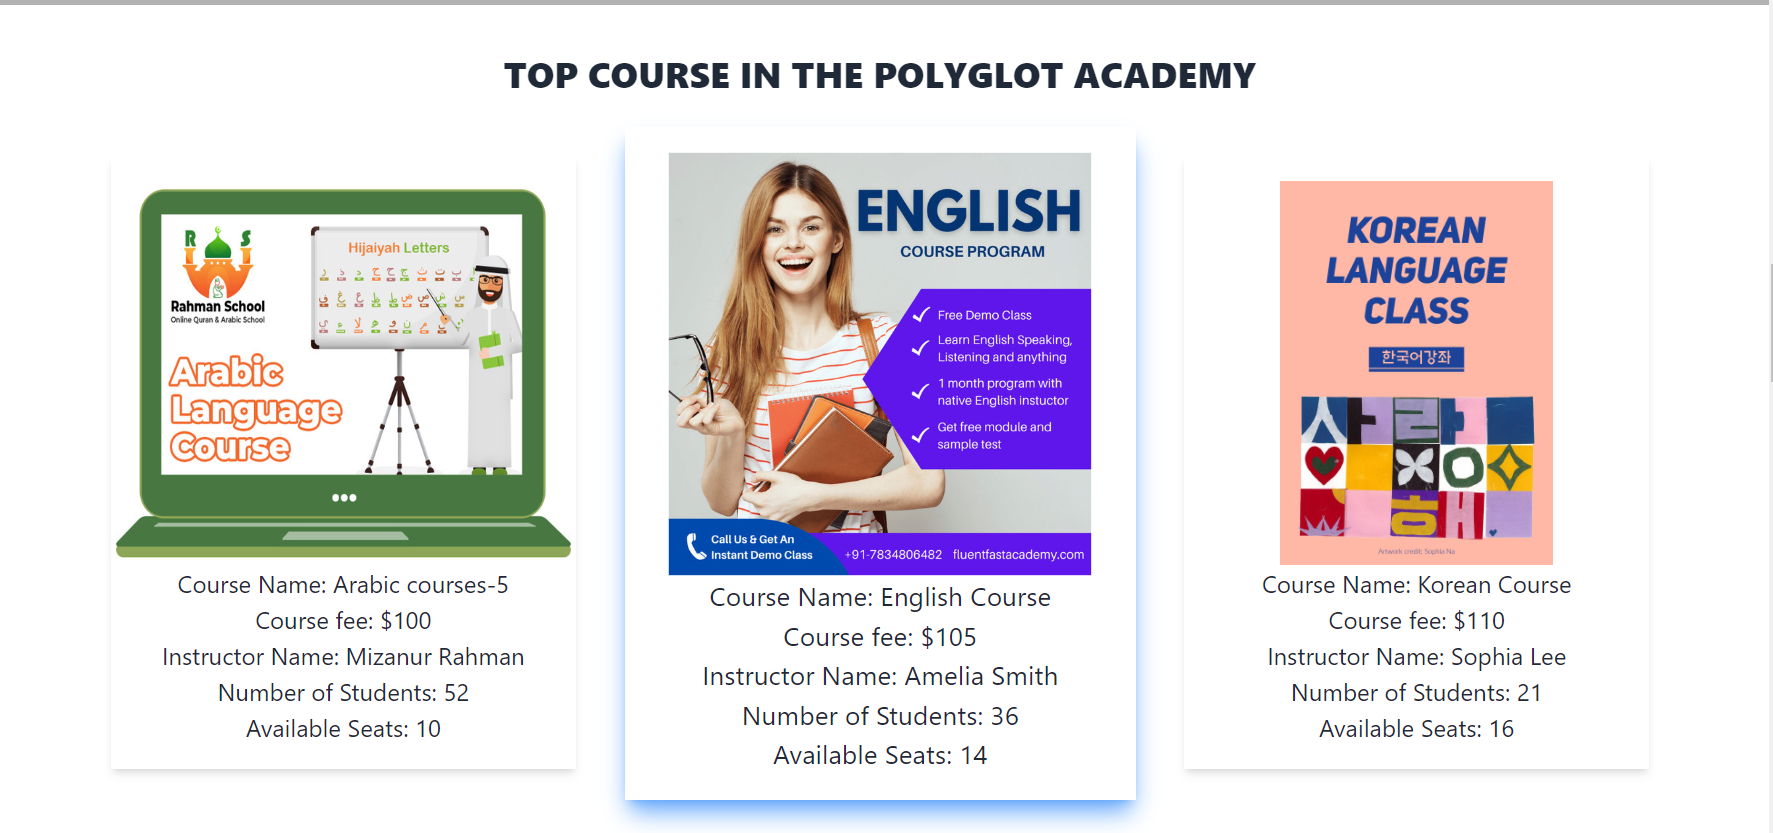 TOP COURSE IN THE POLYGLOT ACADEMY
R S
Rahman School
Online Quran & Arabic School
Hijaiyah Letters
Arabic
Language
Course
Course Name: Arabic courses-5
Course fee: $100
Instructor Name: Mizanur Rahman
Number of Students: 52
Available Seats: 10
ENGLISH
COURSE PROGRAM
Free Demo Class
Learn English Speaking,
Listening and anything
1 month program with
native English instuctor
Get free module and
sample test
Call Us & Get An
Instant Demo Class
+91-7834806482 fluentfastacademy.com
Course Name: English Course
Course fee: $105
Instructor Name: Amelia Smith
Number of Students: 36
Available Seats: 14
KOREAN
LANGUAGE
CLASS
한국어강좌
Artwork credit: Sophia Na
Course Name: Korean Course
Course fee: $110
Instructor Name: Sophia Lee
Number of Students: 21
Available Seats: 16